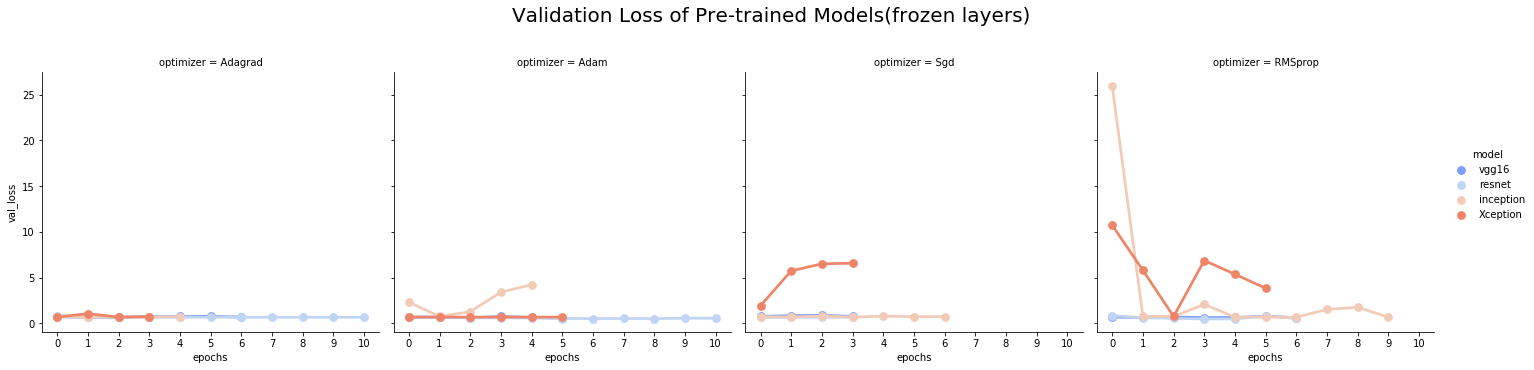 Validation Loss of Pre-trained Models(frozen layers)
optimizer = Adagrad
optimizer = Adam
optimizer = Sgd
optimizer = RMSprop
val_loss
25
20
15
10
5
0
0 1 2 3 4 5 6 7 8 9 10
epochs
0 1 2 3 4 5 6 7 8 9 10
epochs
0 1 2 3 4 5 6 7 8 9 10
epochs
0 1 2 3 4 5 6 7 8 9 10
epochs
model
vgg16
resnet
inception
Xception